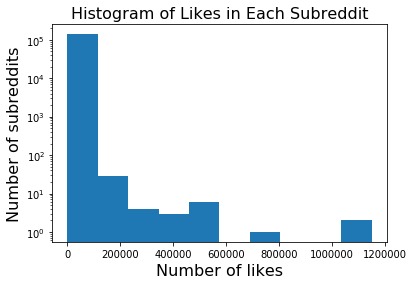 Histogram of Likes in Each Subreddit
Number of subreddits
10⁵
10⁴
10³
10²
10¹
10⁰
0 200000 400000 600000 800000 1000000 1200000
Number of likes